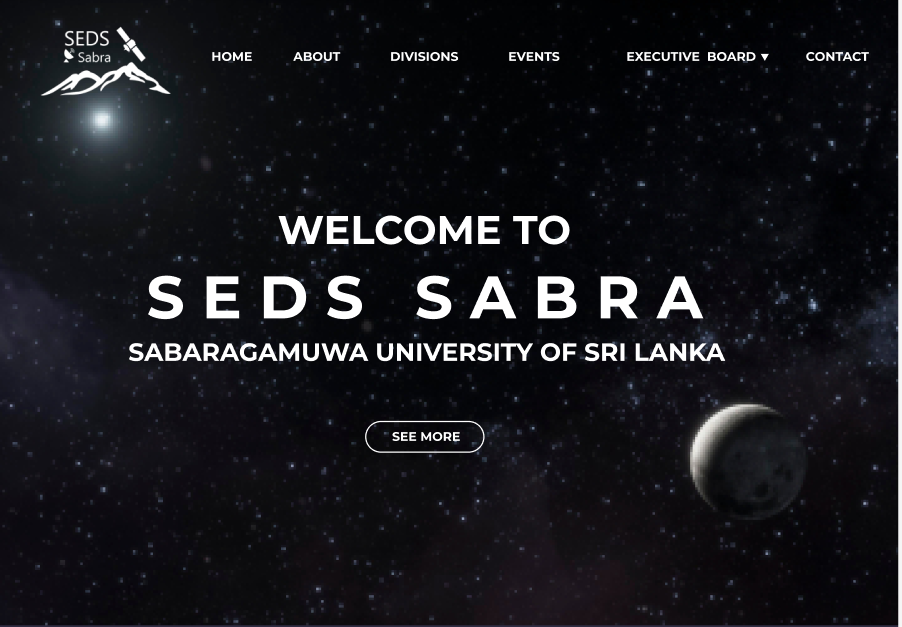 SEDS
Sabra
HOME ABOUT DIVISIONS EVENTS EXECUTIVE BOARD ▼ CONTACT
WELCOME TO
SEDS SABRA
SABARAGAMUWA UNIVERSITY OF SRI LANKA
SEE MORE